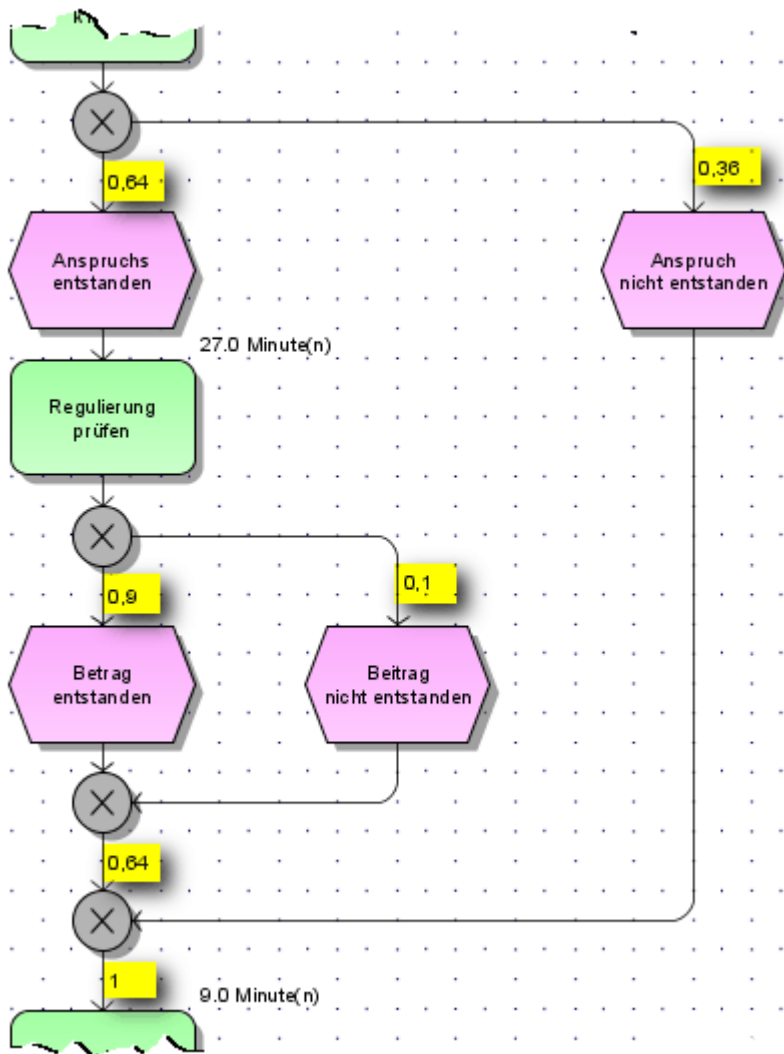 0,64
0,36
Anspruchs
entstanden
Anspruch
nicht entstanden
27.0 Minute(n)
Regulierung
prüfen
0,9
0,1
Betrag
entstanden
Beitrag
nicht entstanden
0,64
1
9.0 Minute(n)